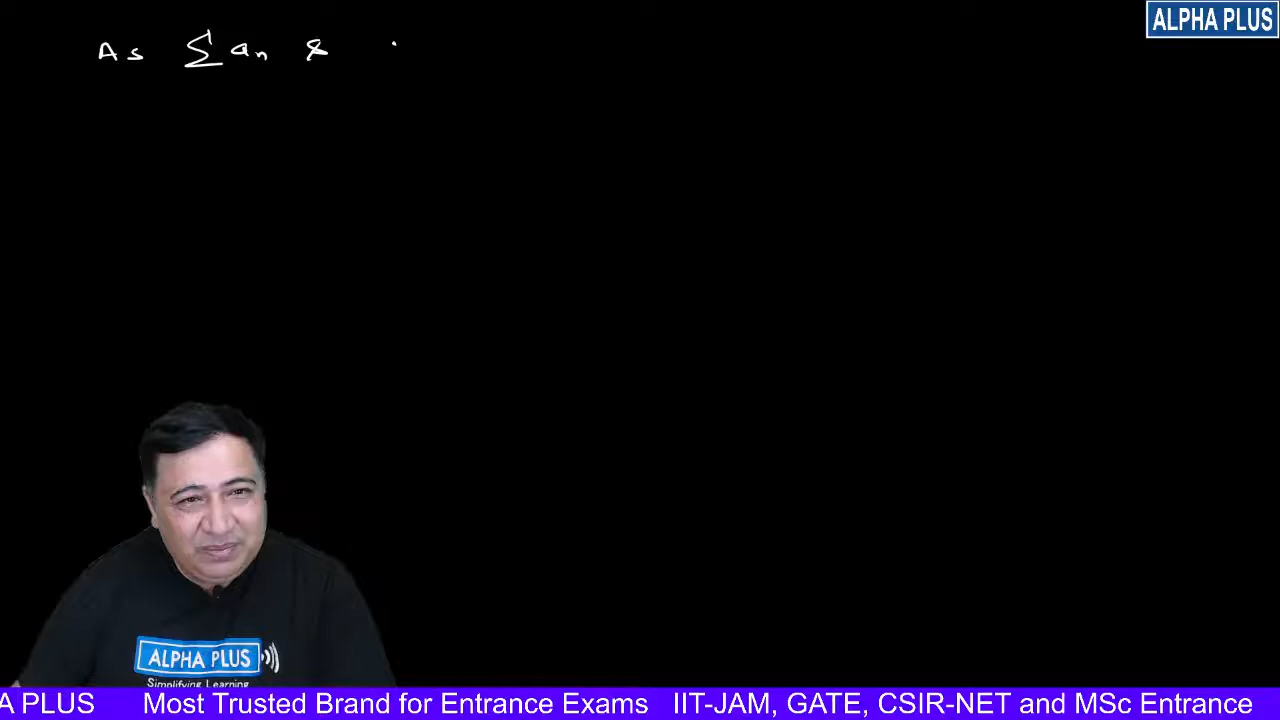 As ∑ aₙ &
ALPHA PLUS
ALPHA PLUS
Simplifying Learning
A PLUS Most Trusted Brand for Entrance Exams IIT-JAM, GATE, CSIR-NET and MSc Entrance